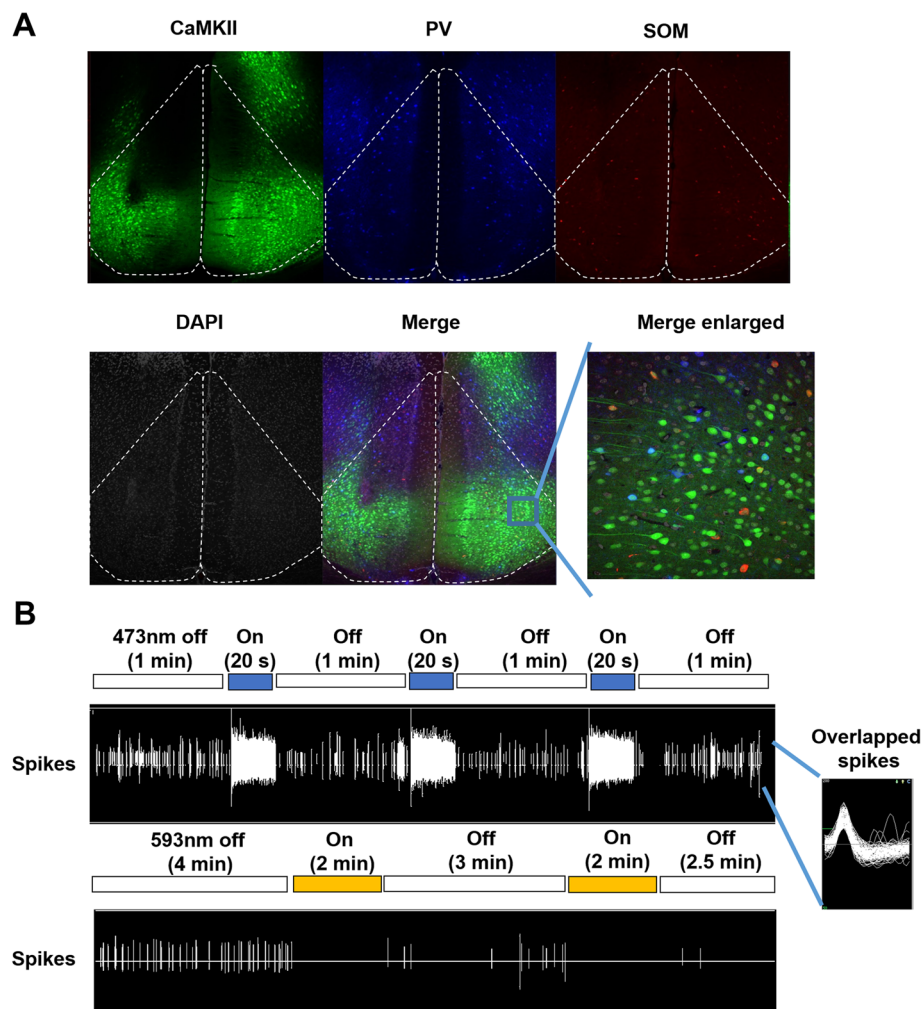 A
CaMKII PV SOM
DAPI Merge Merge enlarged
B
473nm off On Off On Off On Off
(1 min) (20 s) (1 min) (20 s) (1 min) (20 s) (1 min)
Overlapped
spikes
Spikes
593nm off On Off On Off
(4 min) (2 min) (3 min) (2 min) (2.5 min)
Spikes